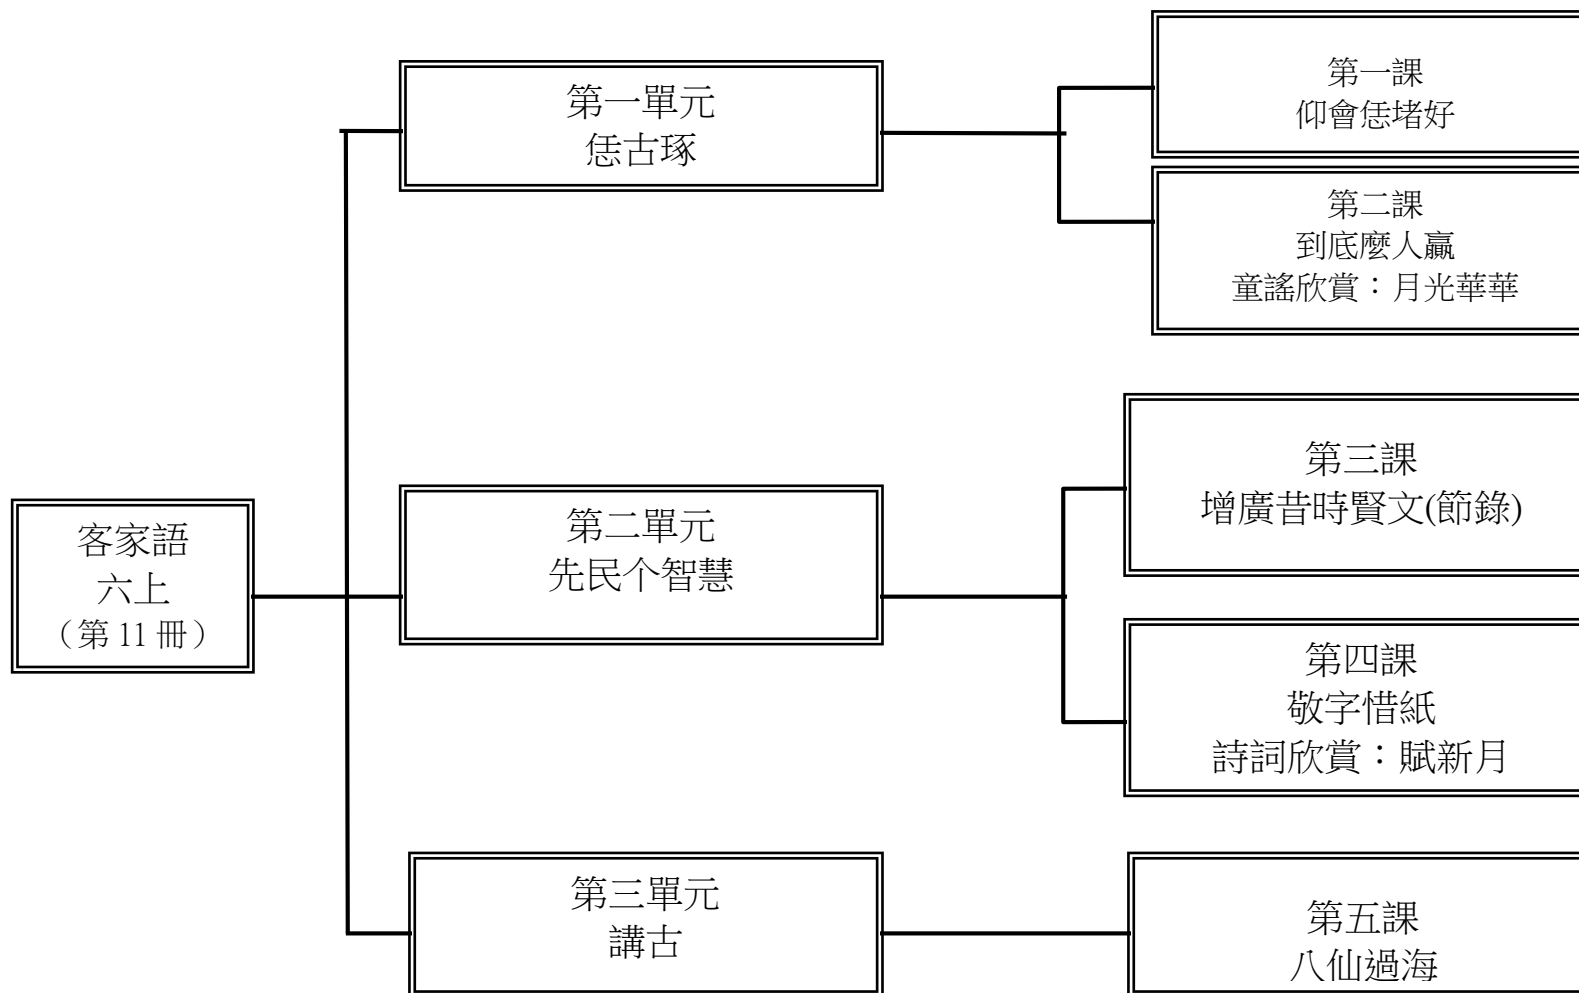 客家語
六上
（第 11 冊）
第一單元
恁古琢
第一課
仰會恁堵好
第二課
到底麼人贏
童謠欣賞：月光華華
第二單元
先民个智慧
第三課
增廣昔時賢文(節錄)
第四課
敬字惜紙
詩詞欣賞：賦新月
第三單元
講古
第五課
八仙過海